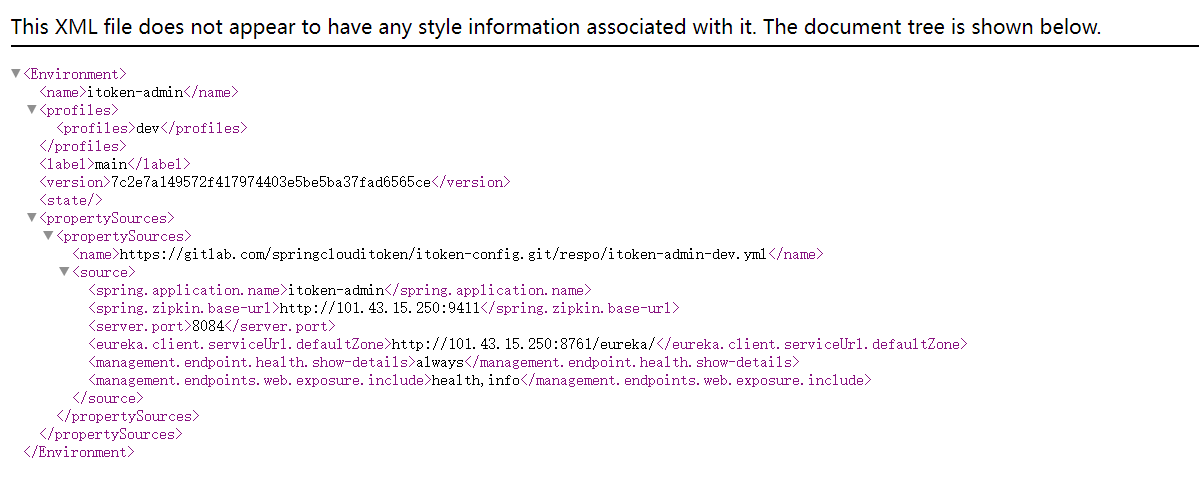 This XML file does not appear to have any style information associated with it. The document tree is shown below.
<Environment>
<name>itoken-admin</name>
<profiles>
<profiles>dev</profiles>
</profiles>
<label>main</label>
<version>7c2e7a149572f417974403e5be5ba37fad6565ce</version>
<state/>
<propertySources>
<propertySources>
<name>https://gitlab.com/springclouditoken/itoken-config.git/respo/itoken-admin-dev.yml</name>
<source>
<spring.application.name>itoken-admin</spring.application.name>
<spring.zipkin.base-url>http://101.43.15.250:9411</spring.zipkin.base-url>
<server.port>8084</server.port>
<eureka.client.serviceUrl.defaultZone>http://101.43.15.250:8761/eureka/</eureka.client.serviceUrl.defaultZone>
<management.endpoint.health.show-details>always</management.endpoint.health.show-details>
<management.endpoints.web.exposure.include>health,info</management.endpoints.web.exposure.include>
</source>
</propertySources>
</propertySources>
</Environment>